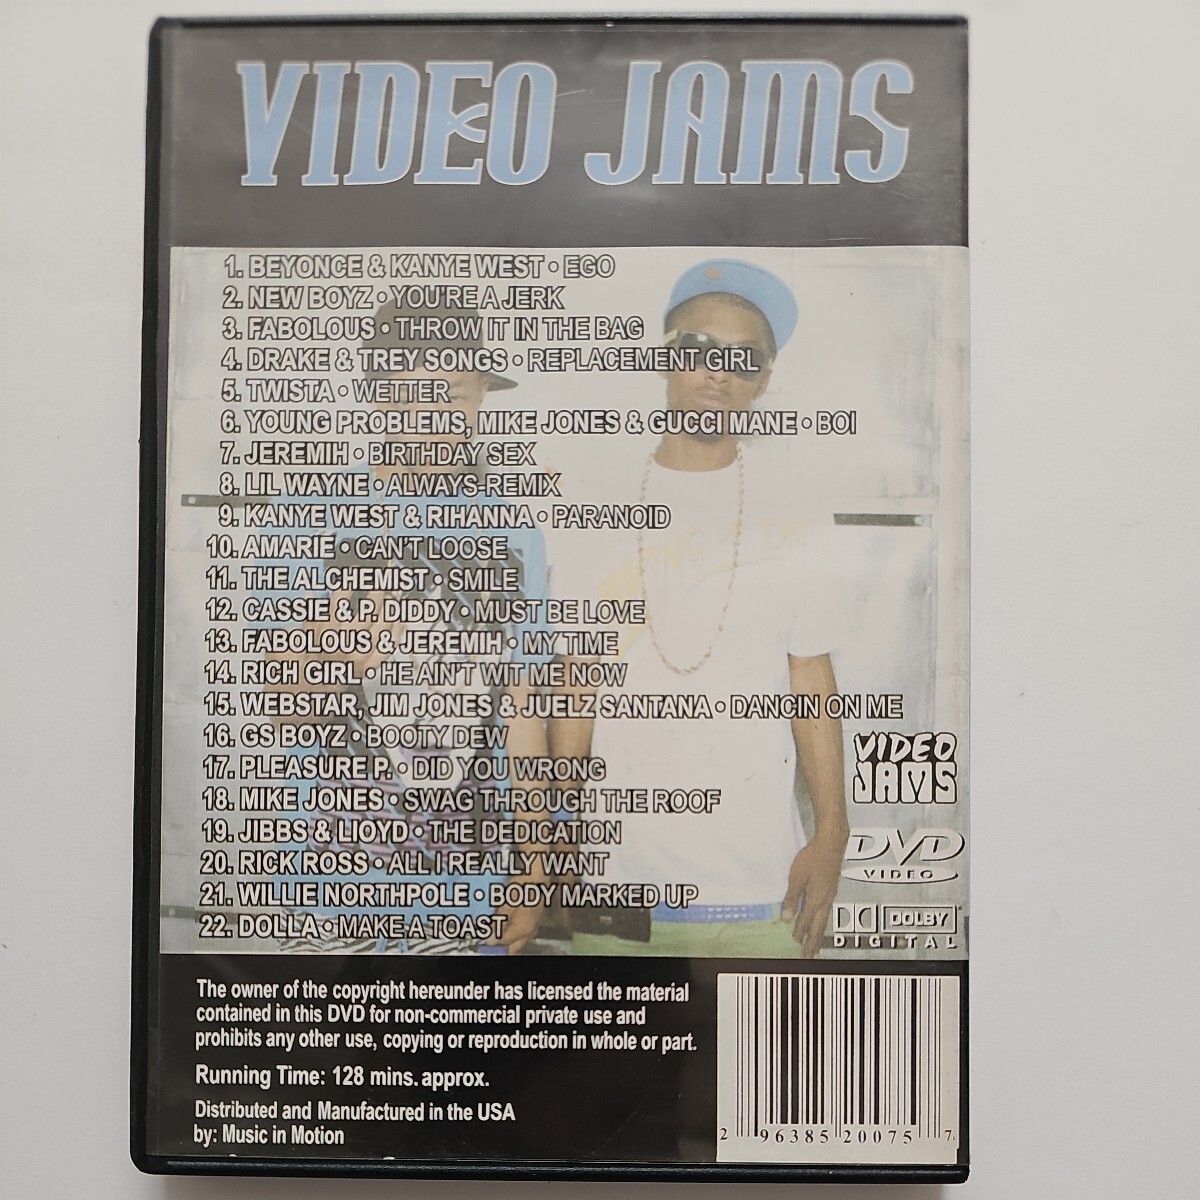 VIDEO JAMS
1. BEYONCE & KANYE WEST • EGO
2. NEW BOYZ • YOU'RE A JERK
3. FABOLOUS • THROW IT IN THE BAG
4. DRAKE & TREY SONGS • REPLACEMENT GIRL
5. TWISTA • WETTER
6. YOUNG PROBLEMS, MIKE JONES & GUCCI MANE • BOI
7. JEREMIH • BIRTHDAY SEX
8. LIL WAYNE • ALWAYS-REMIX
9. KANYE WEST & RIHANNA • PARANOID
10. AMARIE • CAN'T LOOSE
11. THE ALCHEMIST • SMILE
12. CASSIE & P. DIDDY • MUST BE LOVE
13. FABOLOUS & JEREMIH • MY TIME
14. RICH GIRL • HE AIN'T WIT ME NOW
15. WEBSTAR, JIM JONES & JUELZ SANTANA • DANCIN ON ME
16. GS BOYZ • BOOTY DEW
17. PLEASURE P. • DID YOU WRONG
18. MIKE JONES • SWAG THROUGH THE ROOF
19. JIBBS & LIOYD • THE DEDICATION
20. RICK ROSS • ALL I REALLY WANT
21. WILLIE NORTHPOLE • BODY MARKED UP
22. DOLLA • MAKE A TOAST
VIDEO
JAMS
DVD
VIDEO
DOLBY
DIGITAL
The owner of the copyright hereunder has licensed the material
contained in this DVD for non-commercial private use and
prohibits any other use, copying or reproduction in whole or part.
Running Time: 128 mins. approx.
Distributed and Manufactured in the USA
by: Music in Motion
2 96385 20075 7